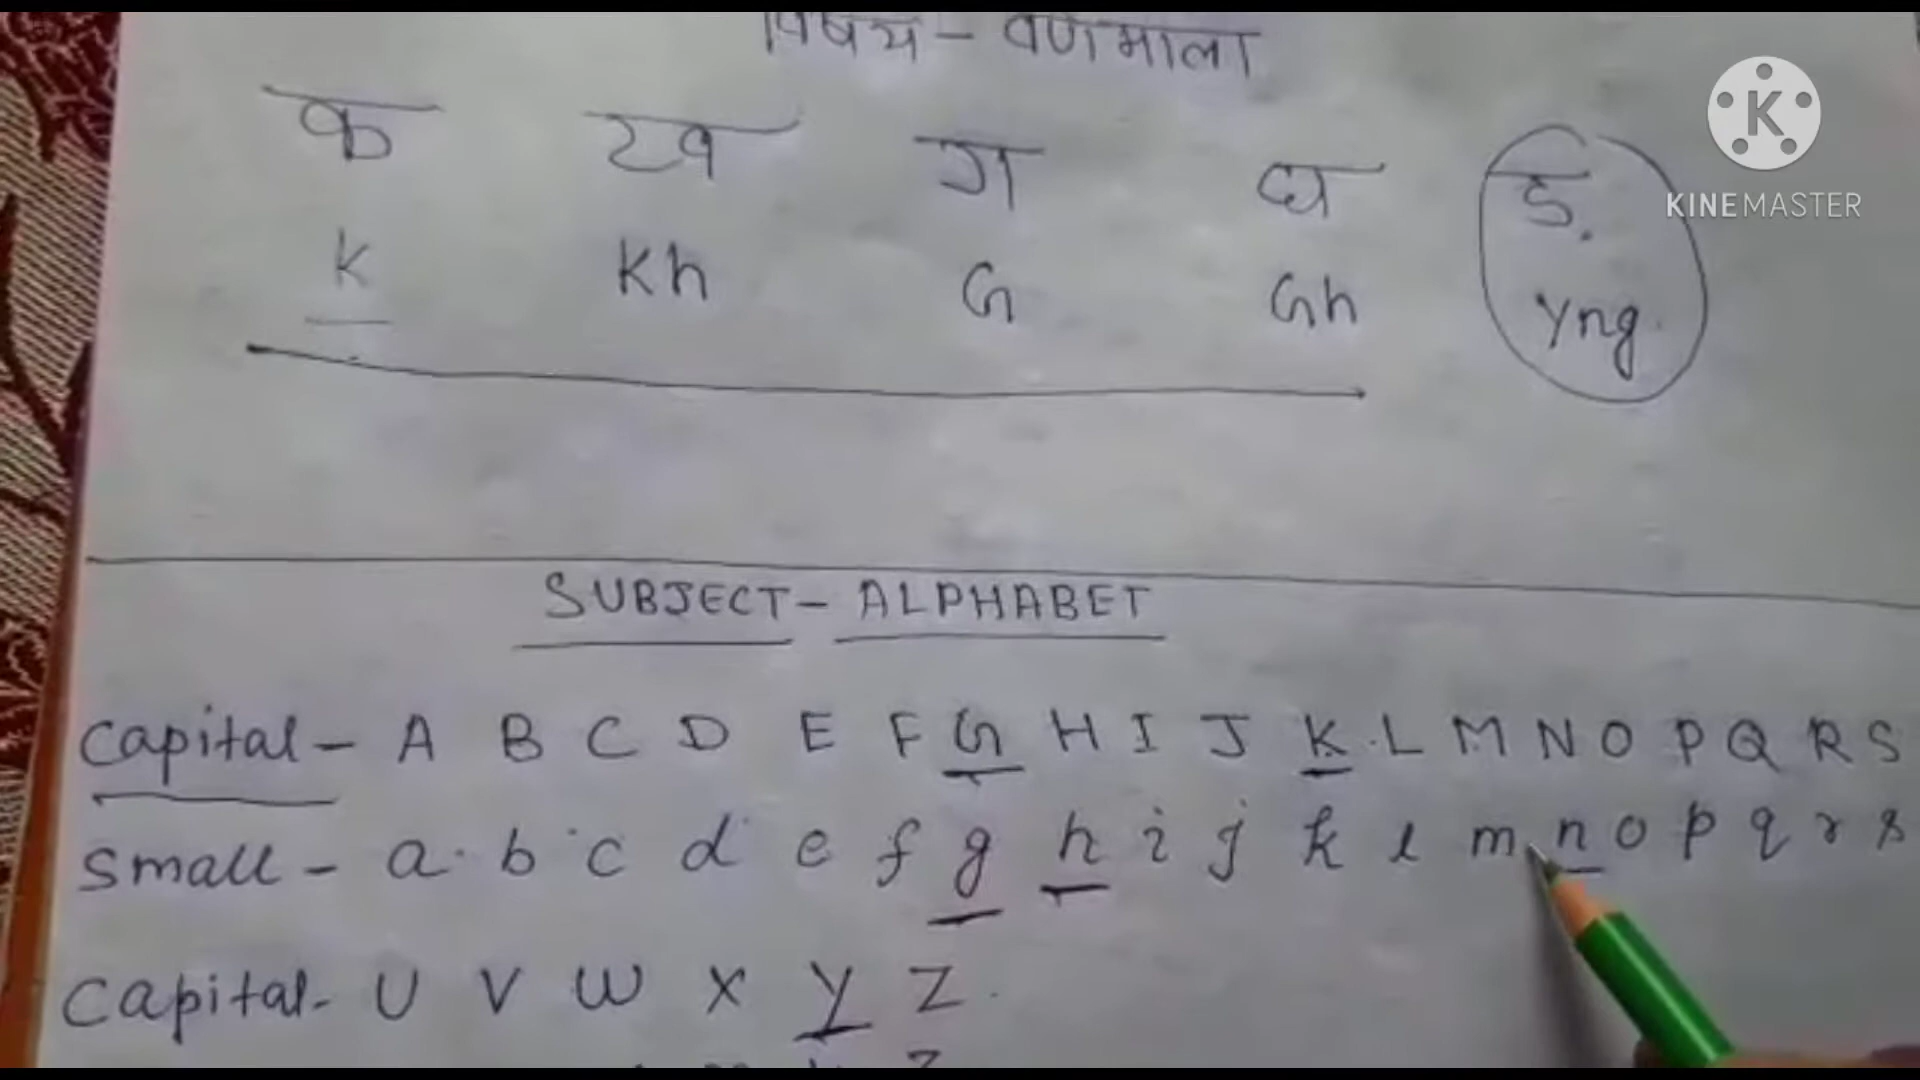 विषय - वर्णमाला
क ख ग घ ङ
K Kh G Gh Yng
KINEMASTER
SUBJECT - ALPHABET
Capital - A B C D E F G H I J K L M N O P Q R S
Small - a b c d e f g h i j k l m n o p q r s
Capital - U V W X Y Z